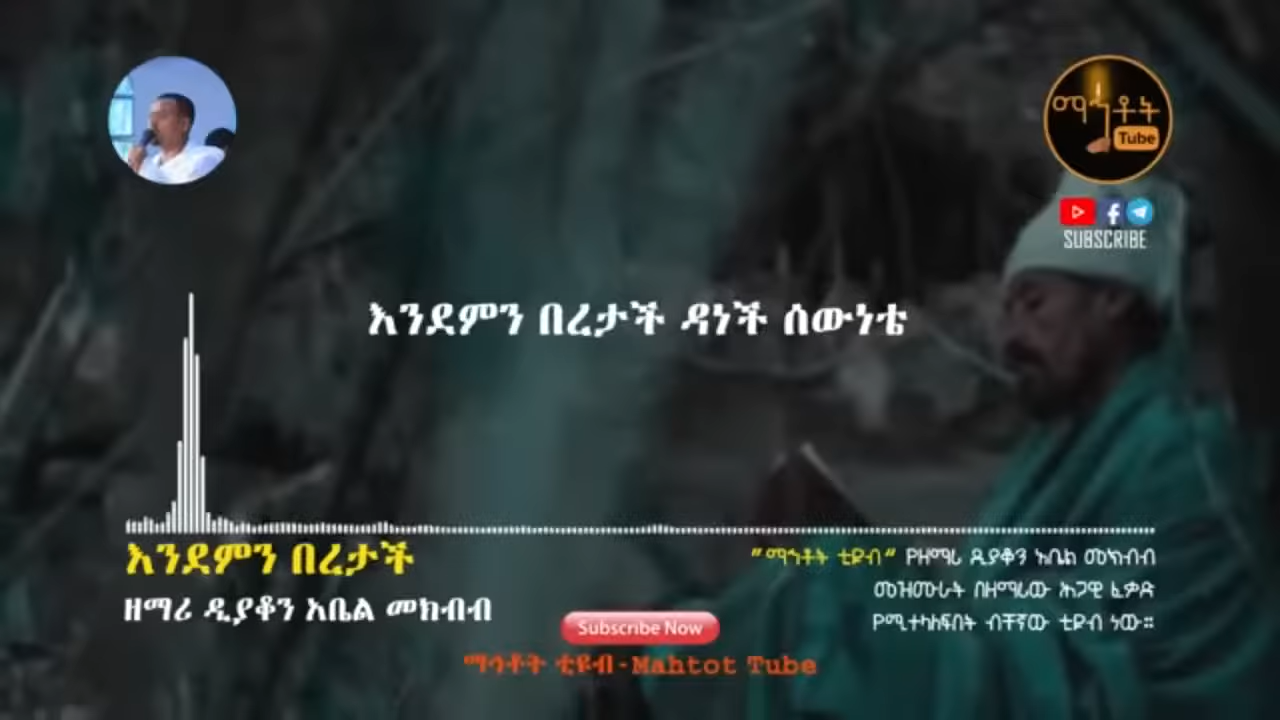 ማኅቶት
Tube
SUBSCRIBE
እንደምን በረታች ዳነች ሰውነቴ
እንደምን በረታች
ዘማሪ ዲያቆን አቤል መክብብ
"ማኅቶት ቲዩብ" የዘማሪ ዲያቆን አቤል መክብብ
መዝሙራት በዘማሪው ሕጋዊ ፈቃድ
የሚተላለፍበት ብቸኛው ቲዩብ ነው።
Subscribe Now
ማኅቶት ቲዩብ-Mahtot Tube